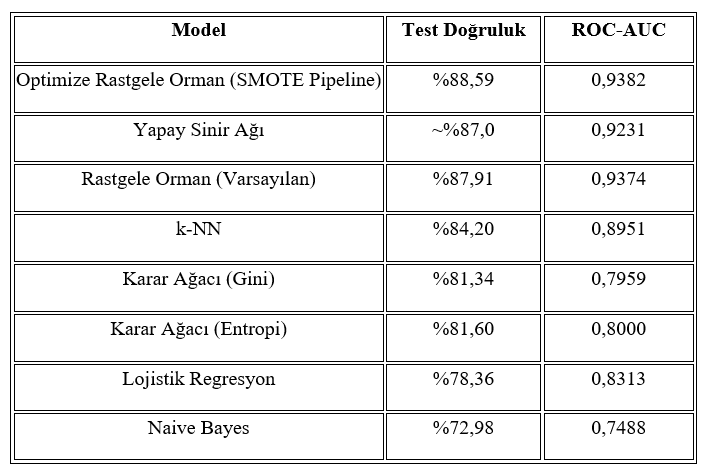 Model Test Doğruluk ROC-AUC
Optimize Rastgele Orman (SMOTE Pipeline) %88,59 0,9382
Yapay Sinir Ağı ~%87,0 0,9231
Rastgele Orman (Varsayılan) %87,91 0,9374
k-NN %84,20 0,8951
Karar Ağacı (Gini) %81,34 0,7959
Karar Ağacı (Entropi) %81,60 0,8000
Lojistik Regresyon %78,36 0,8313
Naive Bayes %72,98 0,7488